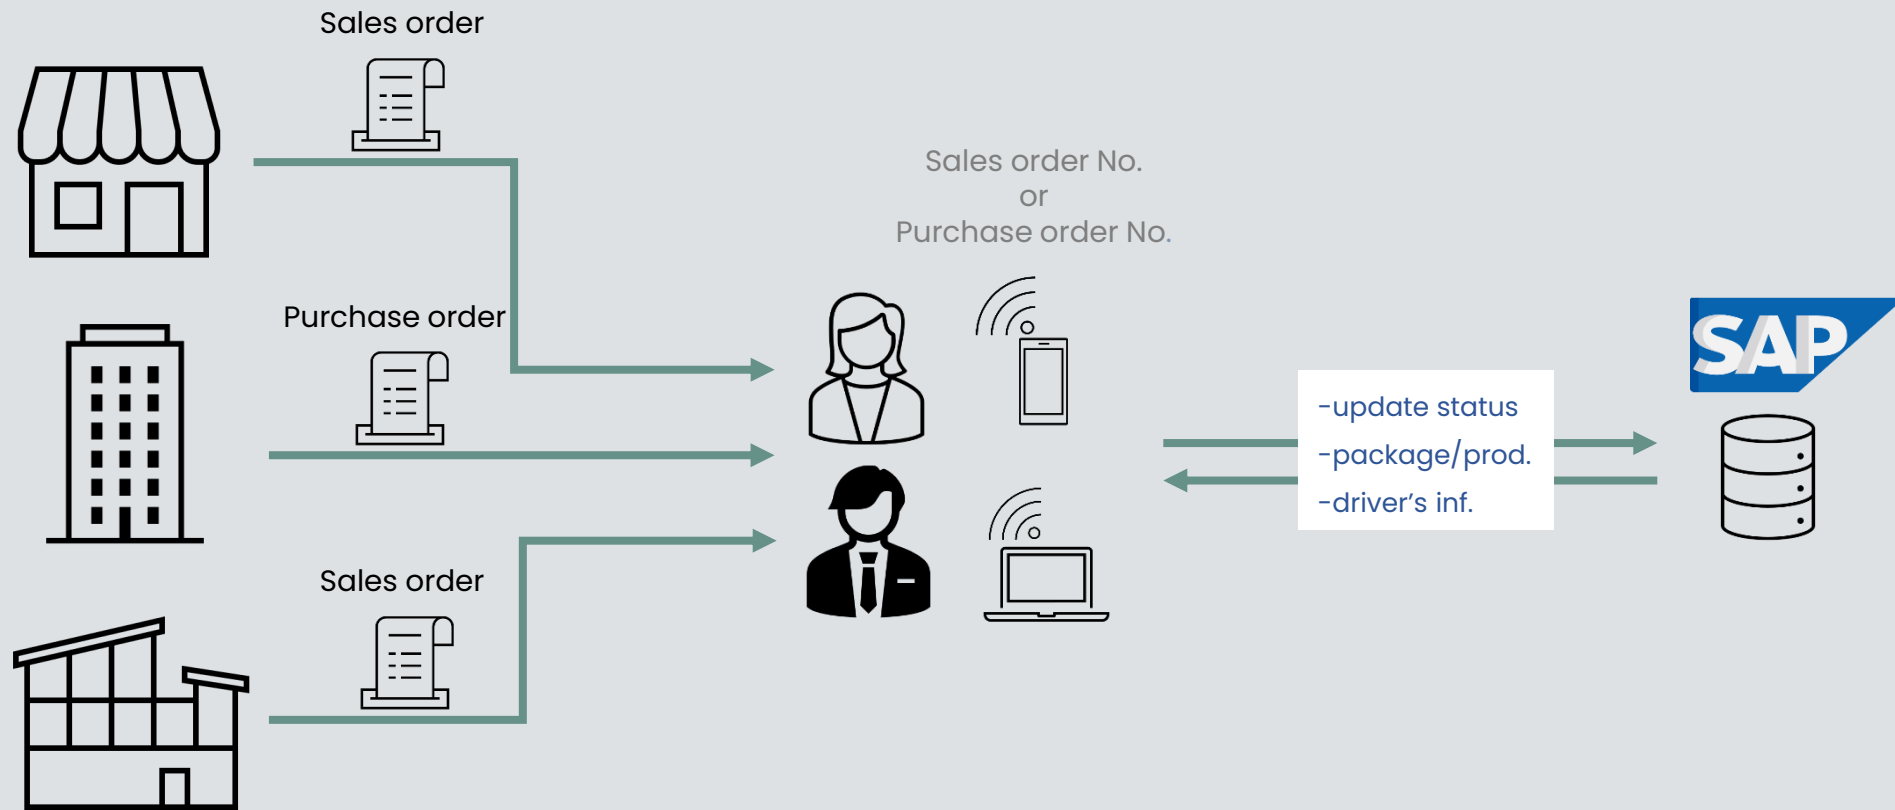 Sales order
Sales order No.
or
Purchase order No.
Purchase order
SAP
-update status
-package/prod.
-driver's inf.
Sales order